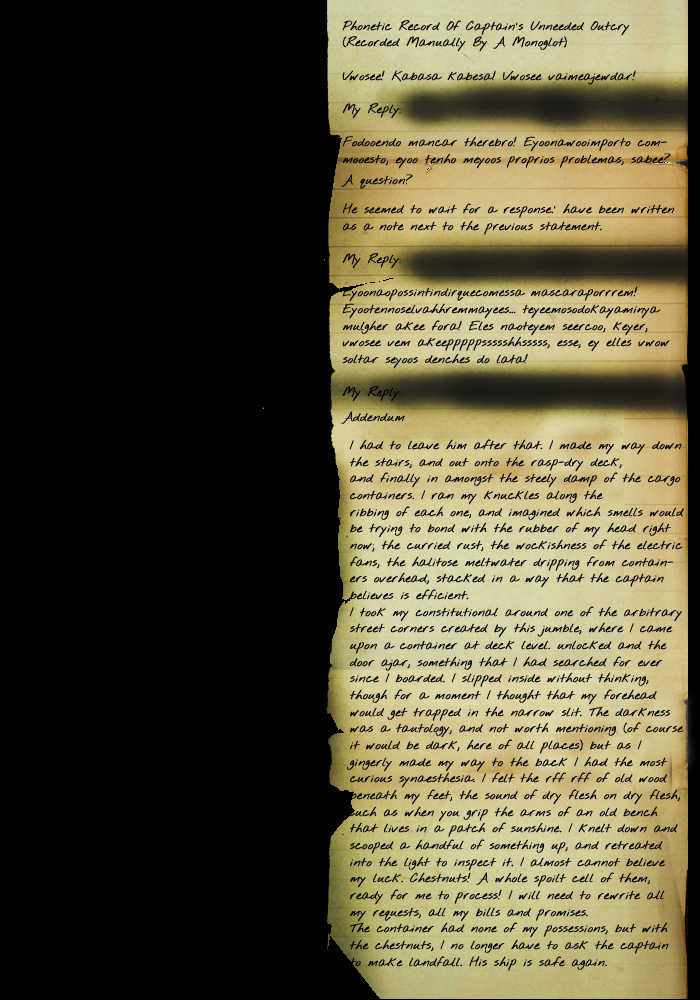 Phonetic Record Of Captain's Unneeded Outcry
(Recorded Manually By A Monoglot)
Vwosee! Kabasa kabesa! Vwosee vaimeajewdar!
My Reply:
Fodooendo mancar therebro! Eyoonawooimporto com-
mooesto, eyoo tenho meyoos proprios problemas, sabee?
A question?
He seemed to wait for a response: have been written
as a note next to the previous statement.
My Reply:
Eyoonaopossintindirquecomessa mascaraporrrem!
Eyootennoselvahhremmayees... teyeemosodokayaminya
mulgher akee fora! Eles naoteyem seercoo, keyer,
vwosee vem akeepppppsssshhsssss, esse, ey elles vwow
soltar seyoos denches do lata!
My Reply
Addendum
I had to leave him after that. I made my way down
the stairs, and out onto the rasp-dry deck,
and finally in amongst the steely damp of the cargo
containers. I ran my knuckles along the
ribbing of each one, and imagined which smells would
be trying to bond with the rubber of my head right
now; the curried rust, the wockishness of the electric
fans, the halitose meltwater dripping from contain-
ers overhead, stacked in a way that the captain
believes is efficient.
I took my constitutional around one of the arbitrary
street corners created by this jumble, where I came
upon a container at deck level. unlocked and the
door ajar, something that I had searched for ever
since I boarded. I slipped inside without thinking,
though for a moment I thought that my forehead
would get trapped in the narrow slit. The darkness
was a tautology, and not worth mentioning (of course
it would be dark, here of all places) but as I
gingerly made my way to the back I had the most
curious synaesthesia. I felt the rff rff of old wood
beneath my feet, the sound of dry flesh on dry flesh,
such as when you grip the arms of an old bench
that lives in a patch of sunshine. I knelt down and
scooped a handful of something up, and retreated
into the light to inspect it. I almost cannot believe
my luck. Chestnuts! A whole spoilt cell of them,
ready for me to process! I will need to rewrite all
my requests, all my bills and promises.
The container had none of my possessions, but with
the chestnuts, I no longer have to ask the captain
to make landfall. His ship is safe again.